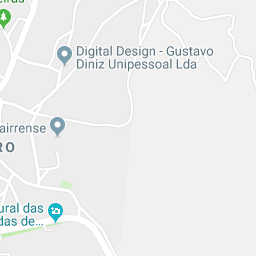 Digital Design - Gustavo
Diniz Unipessoal Lda
airrense
RO
ural das
das de...